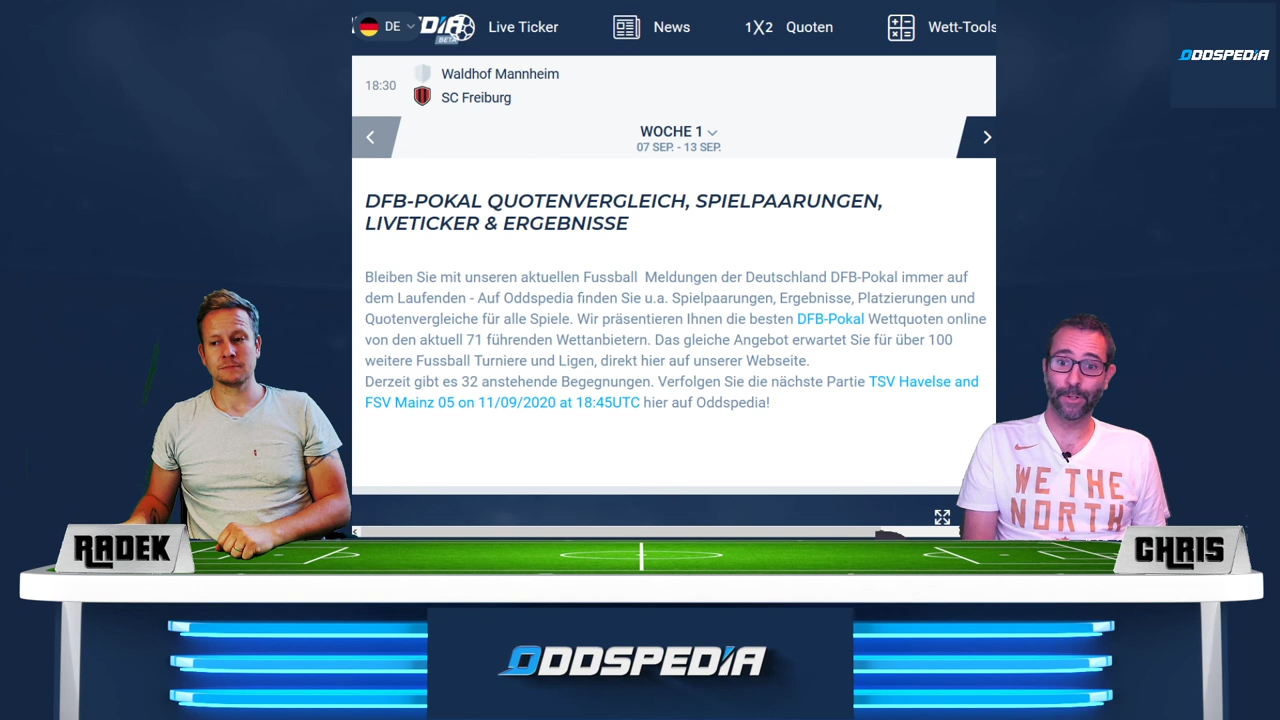 DE
BETA
Live Ticker
News
1X2 Quoten
Wett-Tools
ODDSPEDIA
18:30
Waldhof Mannheim
SC Freiburg
WOCHE 1
07 SEP. - 13 SEP.
DFB-POKAL QUOTENVERGLEICH, SPIELPAARUNGEN,
LIVETICKER & ERGEBNISSE
Bleiben Sie mit unseren aktuellen Fussball Meldungen der Deutschland DFB-Pokal immer auf
dem Laufenden - Auf Oddspedia finden Sie u.a. Spielpaarungen, Ergebnisse, Platzierungen und
Quotenvergleiche für alle Spiele. Wir präsentieren Ihnen die besten DFB-Pokal Wettquoten online
von den aktuell 71 führenden Wettanbietern. Das gleiche Angebot erwartet Sie für über 100
weitere Fussball Turniere und Ligen, direkt hier auf unserer Webseite.
Derzeit gibt es 32 anstehende Begegnungen. Verfolgen Sie die nächste Partie TSV Havelse and
FSV Mainz 05 on 11/09/2020 at 18:45UTC hier auf Oddspedia!
WE THE
NORTH
RADEK
CHRIS
ODDSPEDIA